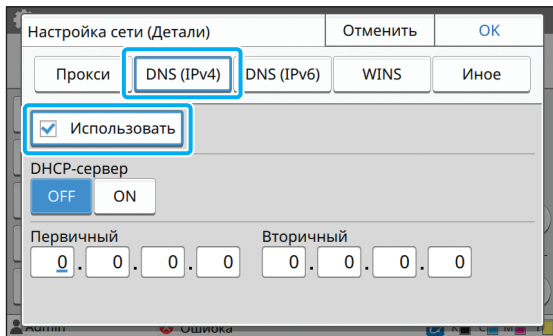 Настройка сети (Детали) Отменить OK
Прокси DNS (IPv4) DNS (IPv6) WINS Иное
Использовать
DHCP-сервер
OFF ON
Первичный Вторичный
0 . 0 . 0 . 0 0 . 0 . 0 . 0
Admin Ошибка K C M Y